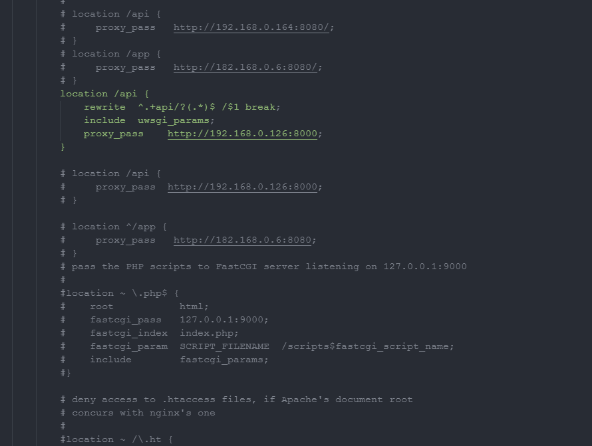 #
# location /api {
#     proxy_pass   http://192.168.0.164:8080/;
# }
# location /app {
#     proxy_pass   http://182.168.0.6:8080/;
# }
location /api {
    rewrite  ^.+api/?(.*)$ /$1 break;
    include  uwsgi_params;
    proxy_pass    http://192.168.0.126:8000;
}
# location /api {
#     proxy_pass  http://192.168.0.126:8000;
# }
# location ^/app {
#     proxy_pass   http://182.168.0.6:8080;
# }
# pass the PHP scripts to FastCGI server listening on 127.0.0.1:9000
#
#location ~ \.php$ {
#    root           html;
#    fastcgi_pass   127.0.0.1:9000;
#    fastcgi_index  index.php;
#    fastcgi_param  SCRIPT_FILENAME  /scripts$fastcgi_script_name;
#    include        fastcgi_params;
#}
# deny access to .htaccess files, if Apache's document root
# concurs with nginx's one
#
#location ~ /\.ht {